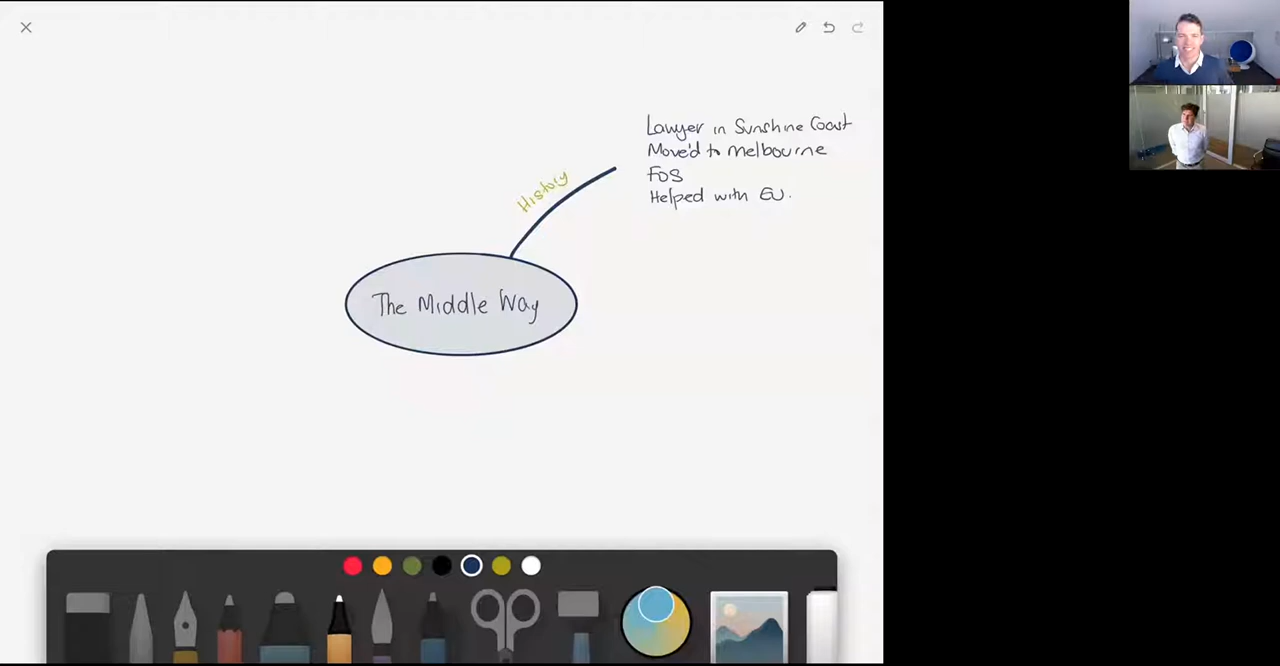 Lawyer in Sunshine Coast
Move'd to melbourne
FOS
Helped with EU.
History
The Middle Way